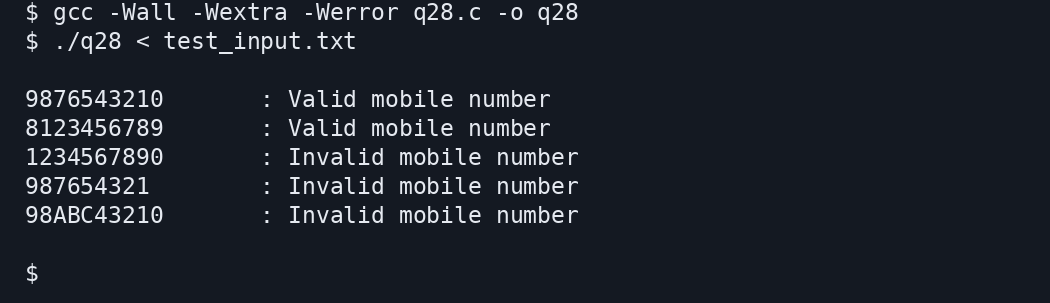 $ gcc -Wall -Wextra -Werror q28.c -o q28
$ ./q28 < test_input.txt
9876543210       : Valid mobile number
8123456789       : Valid mobile number
1234567890       : Invalid mobile number
987654321        : Invalid mobile number
98ABC43210       : Invalid mobile number
$